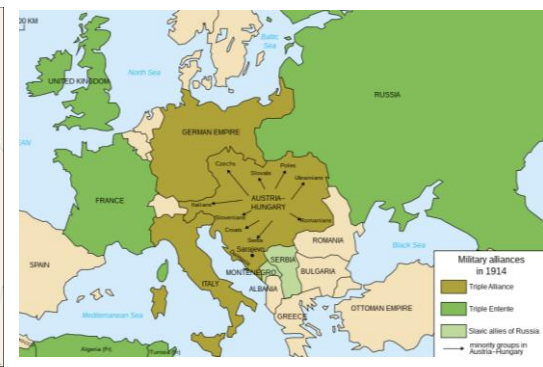 00 KM
Baltic
Sea
North Sea
UNITED KINGDOM
RUSSIA
GERMAN EMPIRE
Czechs
Slovaks
Poles
Ukrainians
FRANCE
AUSTRIA-
HUNGARY
Italians
Slovenians
Romanians
Croats
Serbs
Sarajevo
ROMANIA
SERBIA
SPAIN
ITALY
MONTENEGRO
BULGARIA
Black Sea
ALBANIA
GREECE
OTTOMAN EMPIRE
Mediterranean Sea
Algeria (Fr)
Tunisia (Fr)
Military alliances
in 1914
Triple Alliance
Triple Entente
Slavic allies of Russia
minority groups in
Austria-Hungary